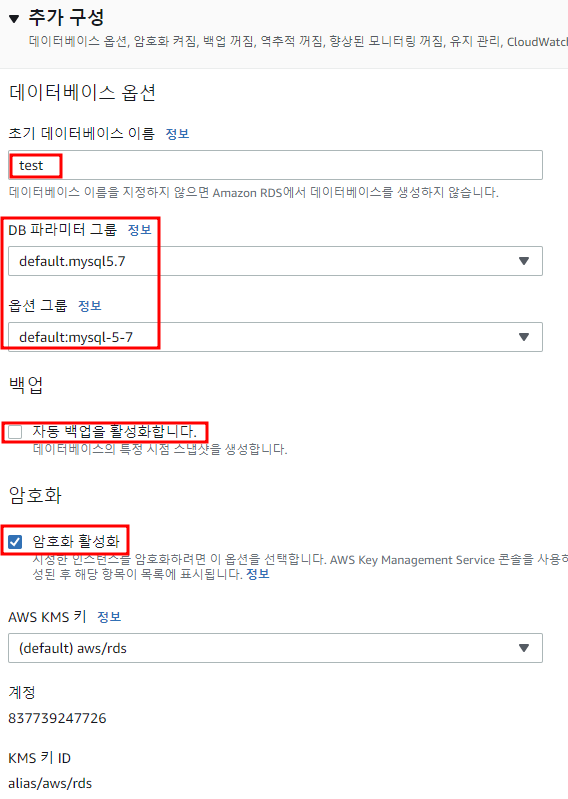 추가 구성
데이터베이스 옵션, 암호화 켜짐, 백업 꺼짐, 역추적 꺼짐, 향상된 모니터링 꺼짐, 유지 관리, CloudWatch
데이터베이스 옵션
초기 데이터베이스 이름 정보
test
데이터베이스 이름을 지정하지 않으면 Amazon RDS에서 데이터베이스를 생성하지 않습니다.
DB 파라미터 그룹 정보
default.mysql5.7
옵션 그룹 정보
default:mysql-5-7
백업
자동 백업을 활성화합니다.
데이터베이스의 특정 시점 스냅샷을 생성합니다.
암호화
암호화 활성화
지정한 인스턴스를 암호화하려면 이 옵션을 선택합니다. AWS Key Management Service 콘솔을 사용하
성된 후 해당 항목이 목록에 표시됩니다. 정보
AWS KMS 키 정보
(default) aws/rds
계정
837739247726
KMS 키 ID
alias/aws/rds